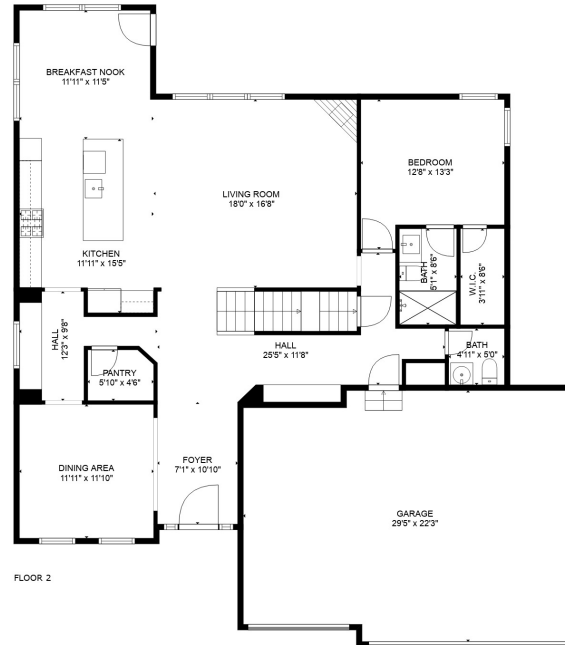 BREAKFAST NOOK
11'11" x 11'5"
BEDROOM
12'8" x 13'3"
LIVING ROOM
18'0" x 16'8"
KITCHEN
11'11" x 15'5"
BATH
5'1" x 8'6"
W.I.C.
3'11" x 8'6"
HALL
12'3" x 9'8"
HALL
25'5" x 11'8"
BATH
4'11" x 5'0"
PANTRY
5'10" x 4'6"
DINING AREA
11'11" x 11'10"
FOYER
7'1" x 10'10"
GARAGE
29'5" x 22'3"
FLOOR 2